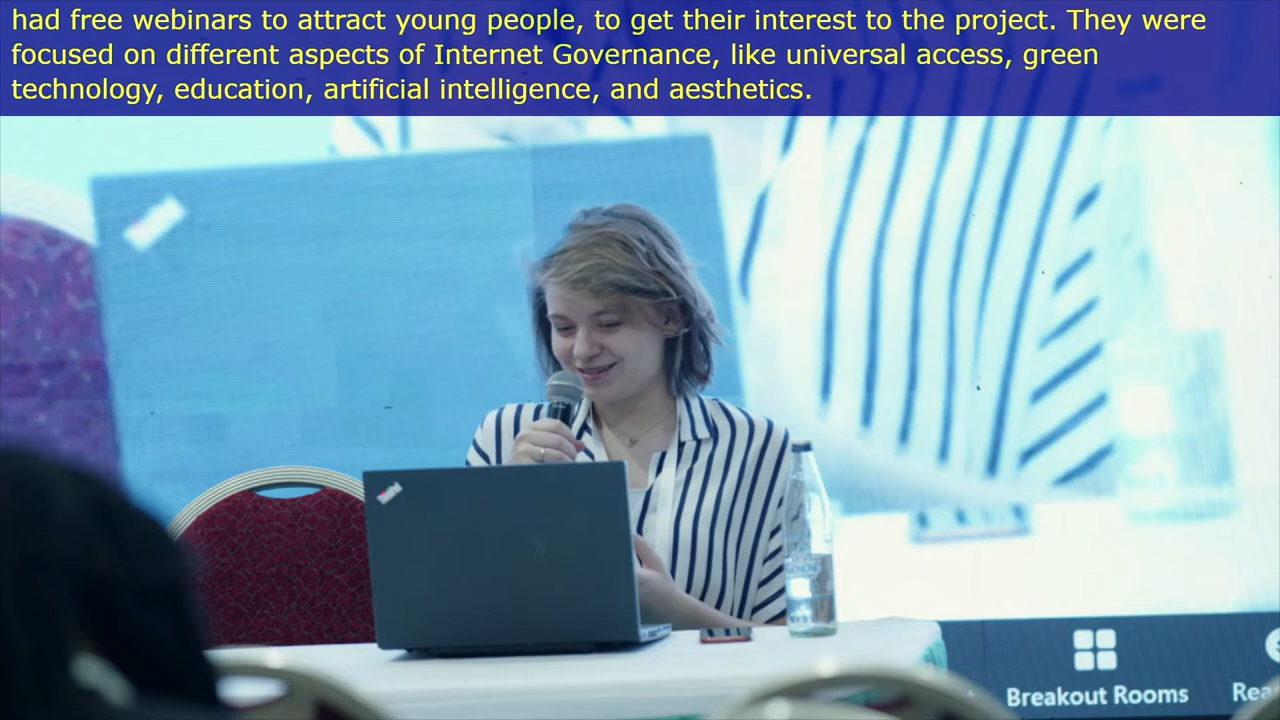 had free webinars to attract young people, to get their interest to the project. They were
focused on different aspects of Internet Governance, like universal access, green
technology, education, artificial intelligence, and aesthetics.
Breakout Rooms
Rea